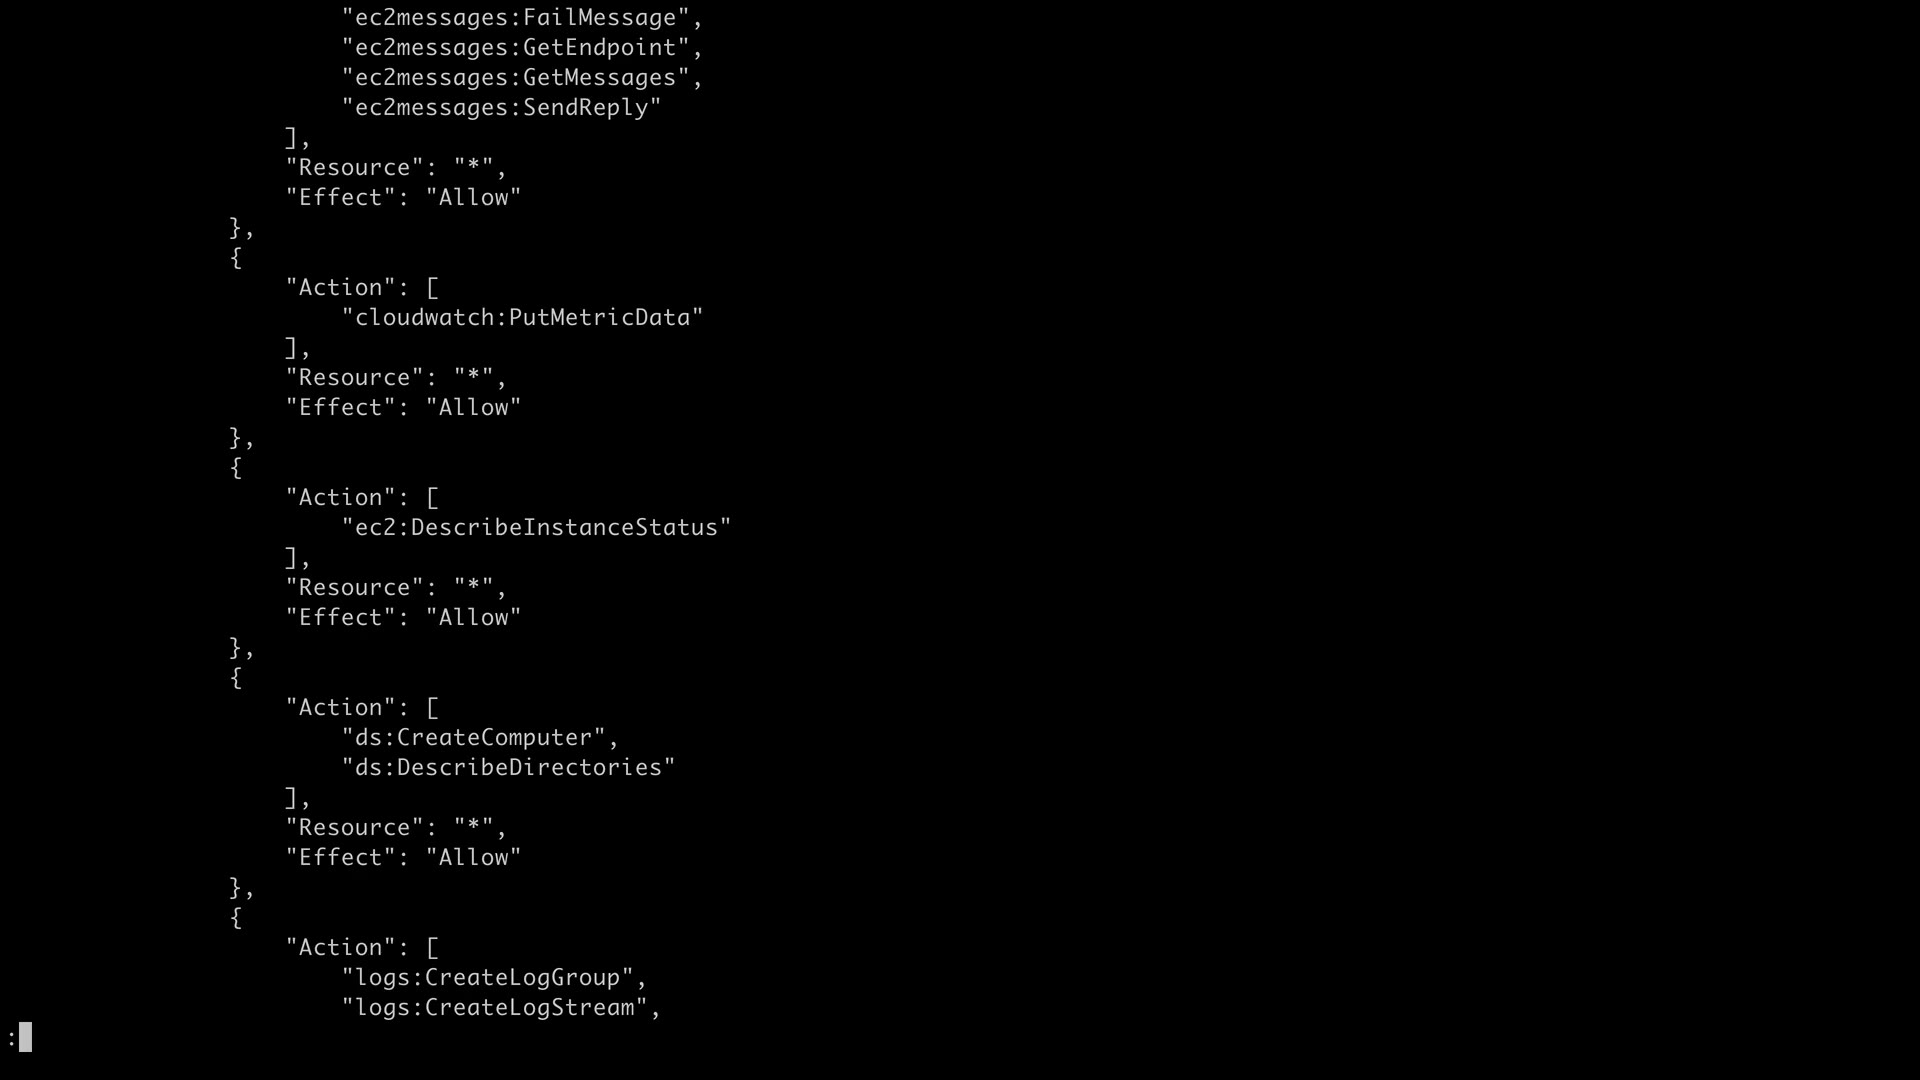 "ec2messages:FailMessage",
"ec2messages:GetEndpoint",
"ec2messages:GetMessages",
"ec2messages:SendReply"
],
"Resource": "*",
"Effect": "Allow"
},
{
"Action": [
"cloudwatch:PutMetricData"
],
"Resource": "*",
"Effect": "Allow"
},
{
"Action": [
"ec2:DescribeInstanceStatus"
],
"Resource": "*",
"Effect": "Allow"
},
{
"Action": [
"ds:CreateComputer",
"ds:DescribeDirectories"
],
"Resource": "*",
"Effect": "Allow"
},
{
"Action": [
"logs:CreateLogGroup",
"logs:CreateLogStream",
: